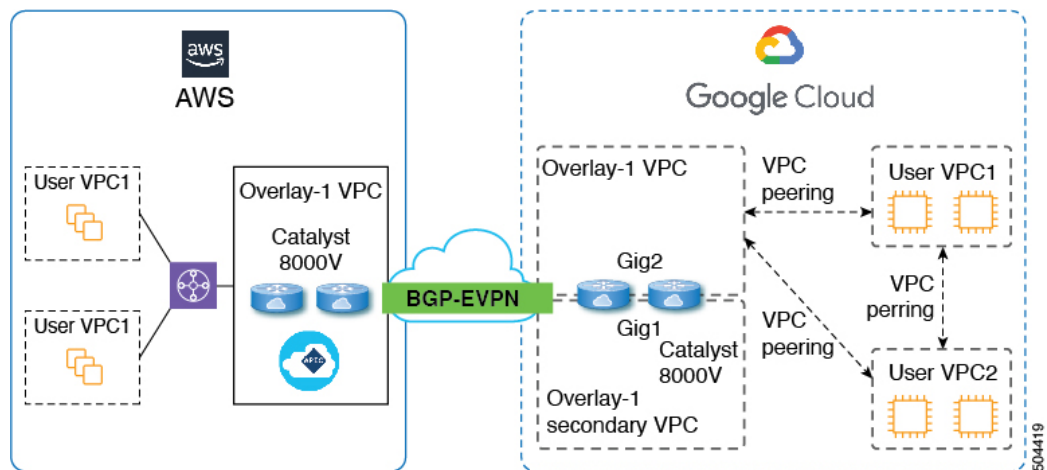 aws
AWS
User VPC1
User VPC1
Overlay-1 VPC
Catalyst
8000V
APIC
BGP-EVPN
Google Cloud
Overlay-1 VPC
Gig2
Gig1
Catalyst
8000V
Overlay-1
secondary VPC
VPC
peering
VPC
peering
User VPC1
VPC
perring
User VPC2
504419